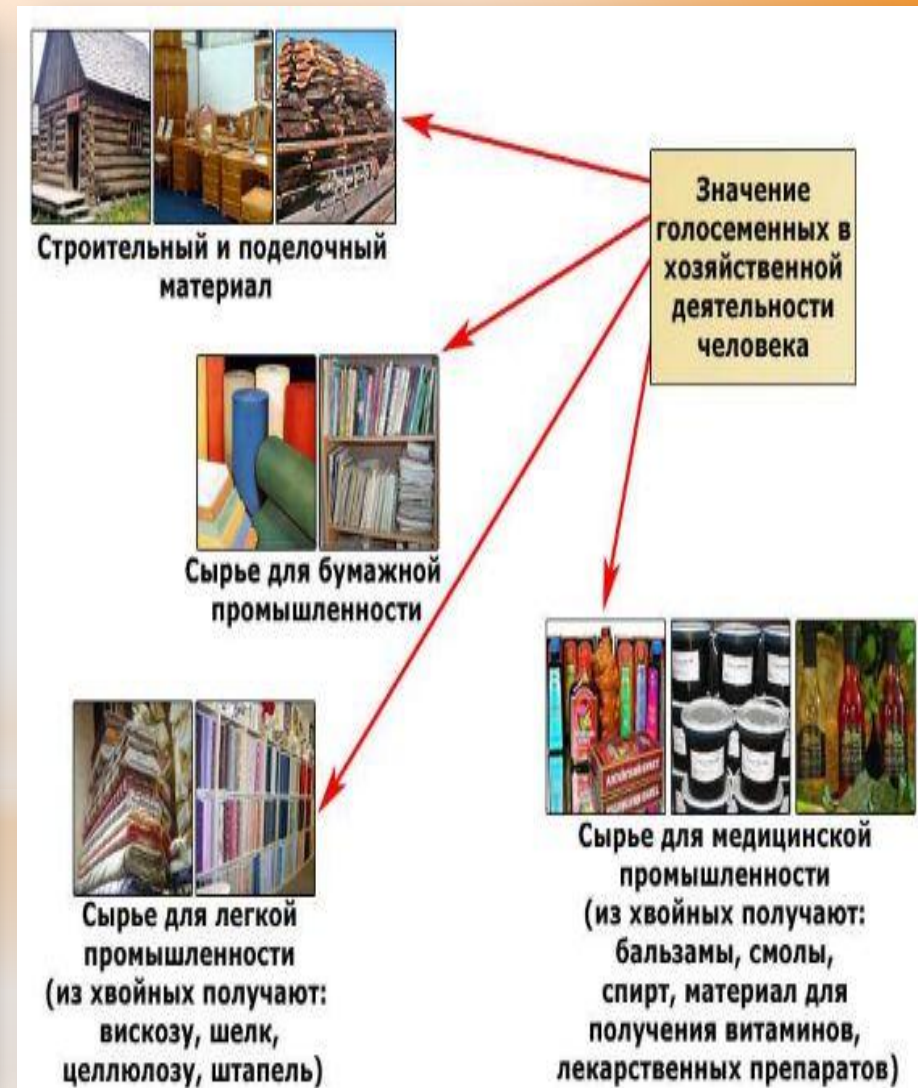 Значение
голосеменных в
хозяйственной
деятельности
человека
Строительный и поделочный
материал
Сырье для бумажной
промышленности
Сырье для легкой
промышленности
(из хвойных получают:
вискозу, шелк,
целлюлозу, штапель)
Сырье для медицинской
промышленности
(из хвойных получают:
бальзамы, смолы,
спирт, материал для
получения витаминов,
лекарственных препаратов)